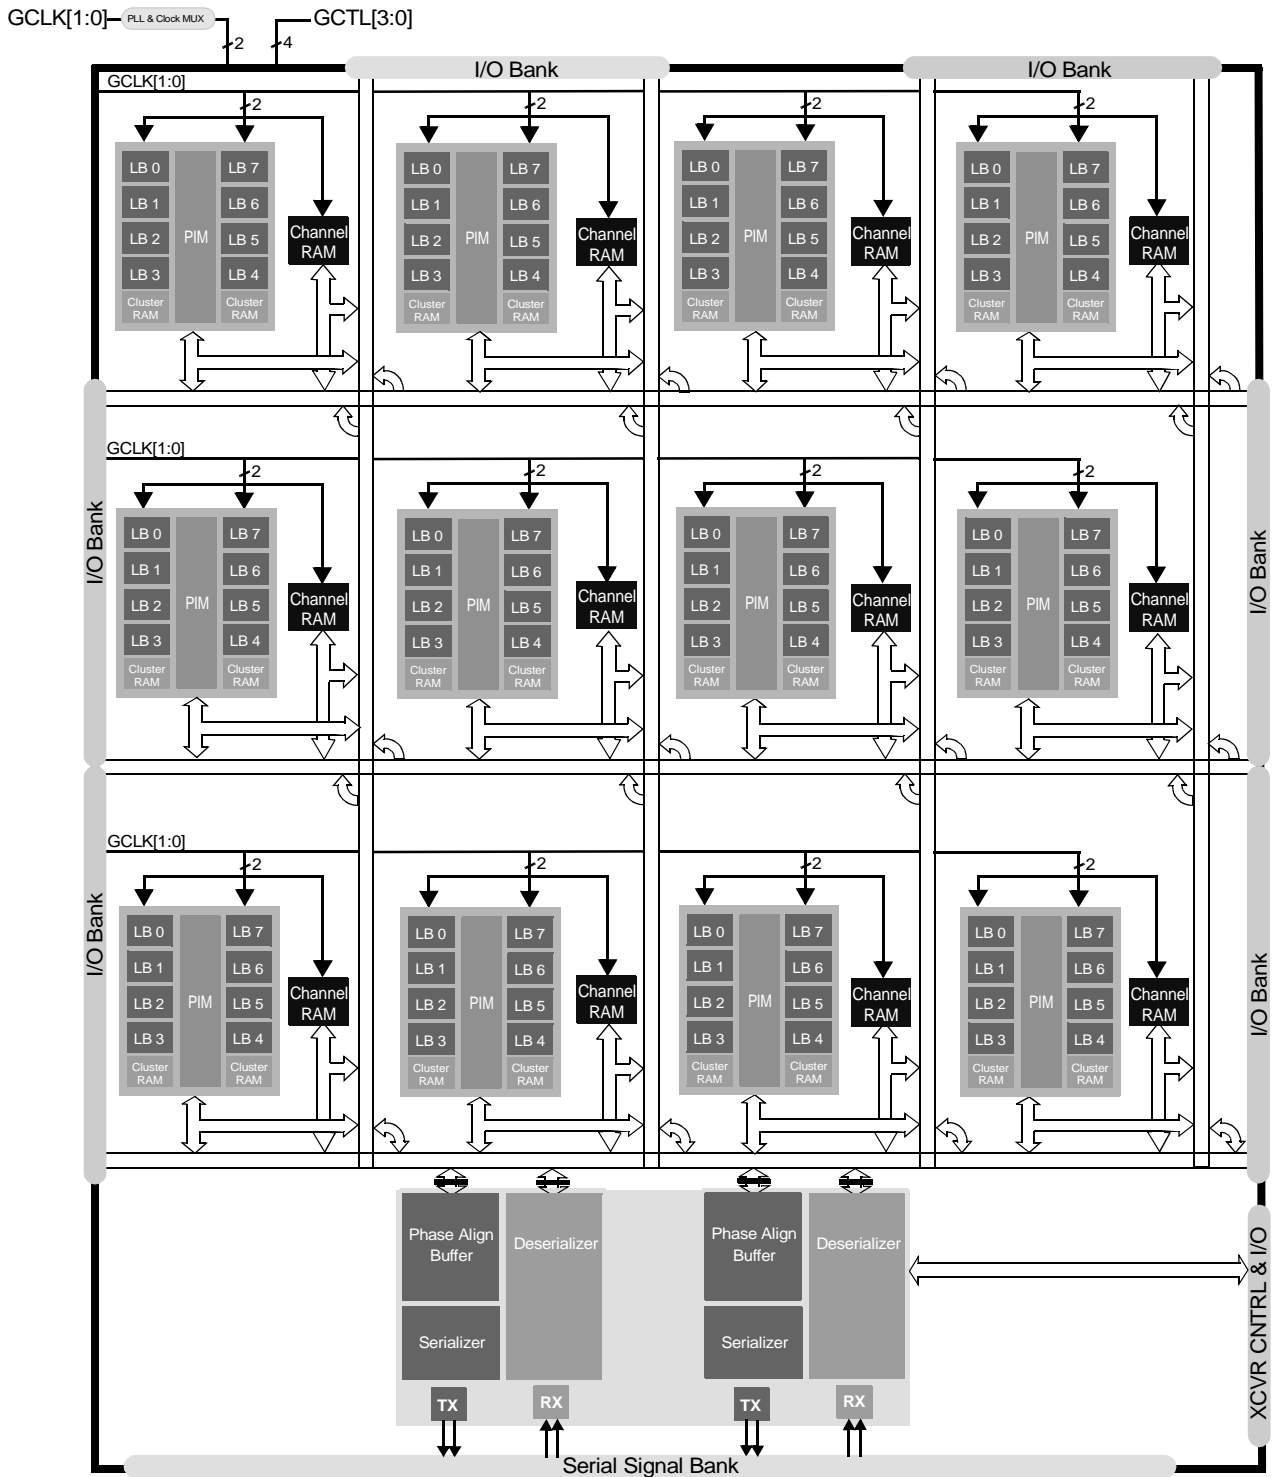 GCLK[1:0] PLL & Clock MUX GCTL[3:0]
2 4
I/O Bank I/O Bank
GCLK[1:0]
2 2 2 2
LB 0 LB 7 LB 0 LB 7 LB 0 LB 7 LB 0 LB 7
LB 1 LB 6 LB 1 LB 6 LB 1 LB 6 LB 1 LB 6
LB 2 PIM LB 5 LB 2 PIM LB 5 LB 2 PIM LB 5 LB 2 PIM LB 5
Channel Channel Channel Channel
RAM RAM RAM RAM
LB 3 LB 4 LB 3 LB 4 LB 3 LB 4 LB 3 LB 4
Cluster Cluster Cluster Cluster Cluster Cluster Cluster Cluster
RAM RAM RAM RAM RAM RAM RAM RAM
I/O Bank
I/O Bank
GCLK[1:0]
2 2 2 2
LB 0 LB 7 LB 0 LB 7 LB 0 LB 7 LB 0 LB 7
LB 1 LB 6 LB 1 LB 6 LB 1 LB 6 LB 1 LB 6
LB 2 PIM LB 5 LB 2 PIM LB 5 LB 2 PIM LB 5 LB 2 PIM LB 5
Channel Channel Channel Channel
RAM RAM RAM RAM
LB 3 LB 4 LB 3 LB 4 LB 3 LB 4 LB 3 LB 4
Cluster Cluster Cluster Cluster Cluster Cluster Cluster Cluster
RAM RAM RAM RAM RAM RAM RAM RAM
I/O Bank
I/O Bank
GCLK[1:0]
2 2 2 2
LB 0 LB 7 LB 0 LB 7 LB 0 LB 7 LB 0 LB 7
LB 1 LB 6 LB 1 LB 6 LB 1 LB 6 LB 1 LB 6
LB 2 PIM LB 5 LB 2 PIM LB 5 LB 2 PIM LB 5 LB 2 PIM LB 5
Channel Channel Channel Channel
RAM RAM RAM RAM
LB 3 LB 4 LB 3 LB 4 LB 3 LB 4 LB 3 LB 4
Cluster Cluster Cluster Cluster Cluster Cluster Cluster Cluster
RAM RAM RAM RAM RAM RAM RAM RAM
Phase Align Deserializer Phase Align Deserializer
Buffer Buffer
Serializer Serializer
TX RX TX RX
XCVR CNTRL & I/O
Serial Signal Bank